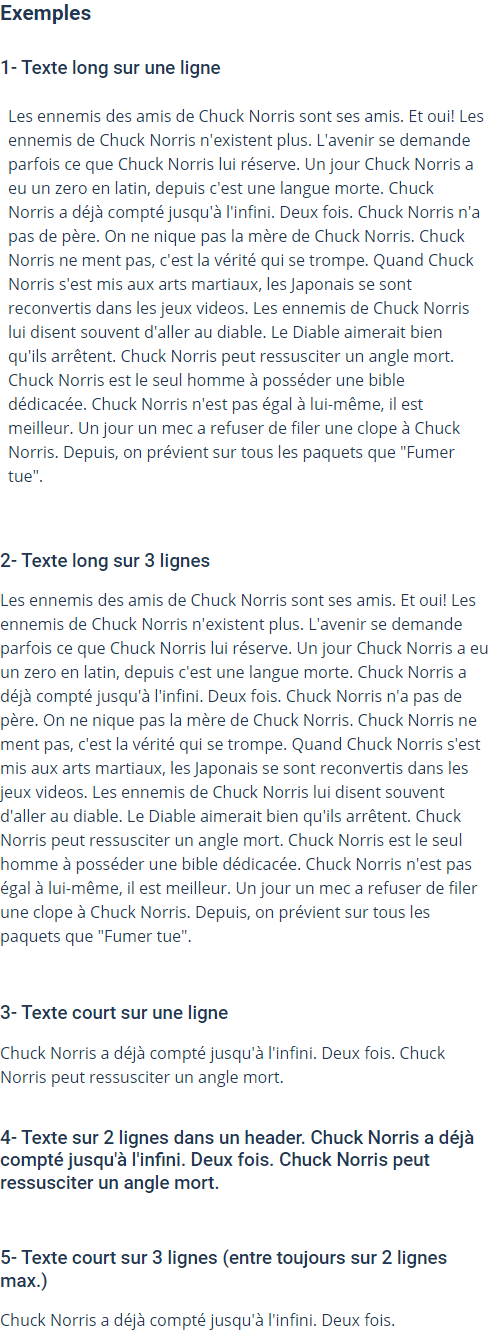 Exemples
1- Texte long sur une ligne
Les ennemis des amis de Chuck Norris sont ses amis. Et oui! Les
ennemis de Chuck Norris n'existent plus. L'avenir se demande
parfois ce que Chuck Norris lui réserve. Un jour Chuck Norris a
eu un zero en latin, depuis c'est une langue morte. Chuck
Norris a déjà compté jusqu'à l'infini. Deux fois. Chuck Norris n'a
pas de père. On ne nique pas la mère de Chuck Norris. Chuck
Norris ne ment pas, c'est la vérité qui se trompe. Quand Chuck
Norris s'est mis aux arts martiaux, les Japonais se sont
reconvertis dans les jeux videos. Les ennemis de Chuck Norris
lui disent souvent d'aller au diable. Le Diable aimerait bien
qu'ils arrêtent. Chuck Norris peut ressusciter un angle mort.
Chuck Norris est le seul homme à posséder une bible
dédicacée. Chuck Norris n'est pas égal à lui-même, il est
meilleur. Un jour un mec a refuser de filer une clope à Chuck
Norris. Depuis, on prévient sur tous les paquets que "Fumer
tue".
2- Texte long sur 3 lignes
Les ennemis des amis de Chuck Norris sont ses amis. Et oui! Les
ennemis de Chuck Norris n'existent plus. L'avenir se demande
parfois ce que Chuck Norris lui réserve. Un jour Chuck Norris a eu
un zero en latin, depuis c'est une langue morte. Chuck Norris a
déjà compté jusqu'à l'infini. Deux fois. Chuck Norris n'a pas de
père. On ne nique pas la mère de Chuck Norris. Chuck Norris ne
ment pas, c'est la vérité qui se trompe. Quand Chuck Norris s'est
mis aux arts martiaux, les Japonais se sont reconvertis dans les
jeux videos. Les ennemis de Chuck Norris lui disent souvent
d'aller au diable. Le Diable aimerait bien qu'ils arrêtent. Chuck
Norris peut ressusciter un angle mort. Chuck Norris est le seul
homme à posséder une bible dédicacée. Chuck Norris n'est pas
égal à lui-même, il est meilleur. Un jour un mec a refuser de filer
une clope à Chuck Norris. Depuis, on prévient sur tous les
paquets que "Fumer tue".
3- Texte court sur une ligne
Chuck Norris a déjà compté jusqu'à l'infini. Deux fois. Chuck
Norris peut ressusciter un angle mort.
4- Texte sur 2 lignes dans un header. Chuck Norris a déjà
compté jusqu'à l'infini. Deux fois. Chuck Norris peut
ressusciter un angle mort.
5- Texte court sur 3 lignes (entre toujours sur 2 lignes
max.)
Chuck Norris a déjà compté jusqu'à l'infini. Deux fois.